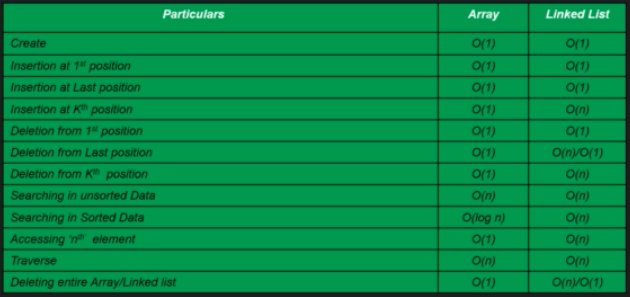 Particulars Array Linked List
Create O(1) O(1)
Insertion at 1st position O(1) O(1)
Insertion at Last position O(1) O(1)
Insertion at Kth position O(1) O(n)
Deletion from 1st position O(1) O(1)
Deletion from Last position O(1) O(n)/O(1)
Deletion from Kth position O(1) O(n)
Searching in unsorted Data O(n) O(n)
Searching in Sorted Data O(log n) O(n)
Accessing 'nth' element O(1) O(n)
Traverse O(n) O(n)
Deleting entire Array/Linked list O(1) O(n)/O(1)